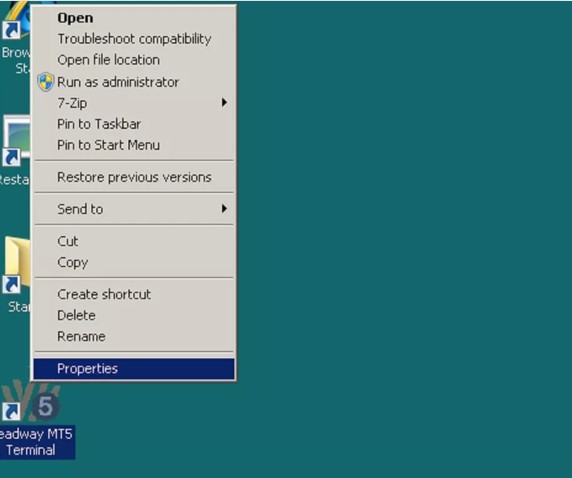 Open
Troubleshoot compatibility
Open file location
Run as administrator
7-Zip
Pin to Taskbar
Pin to Start Menu
Restore previous versions
Send to
Cut
Copy
Create shortcut
Delete
Rename
Properties
Brow
St
Resta
Star
5
eadway MT5
Terminal